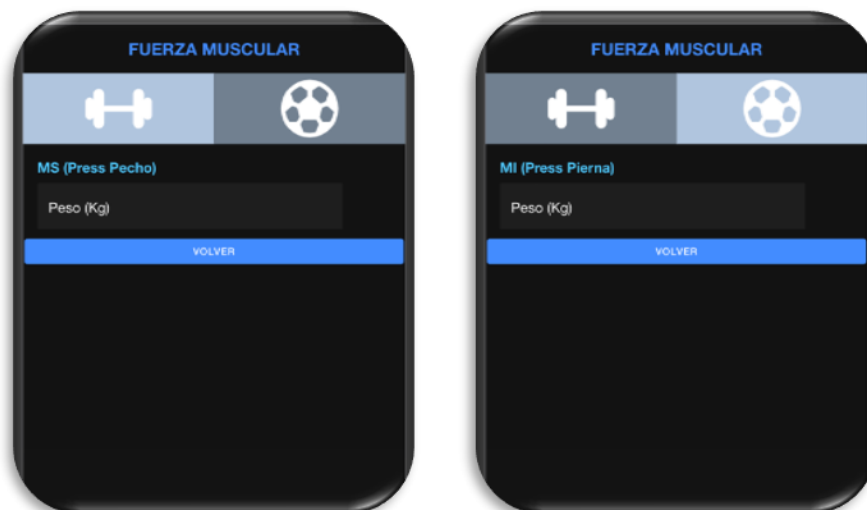 FUERZA MUSCULAR
MS (Press Pecho)
Peso (Kg)
VOLVER
FUERZA MUSCULAR
MI (Press Pierna)
Peso (Kg)
VOLVER